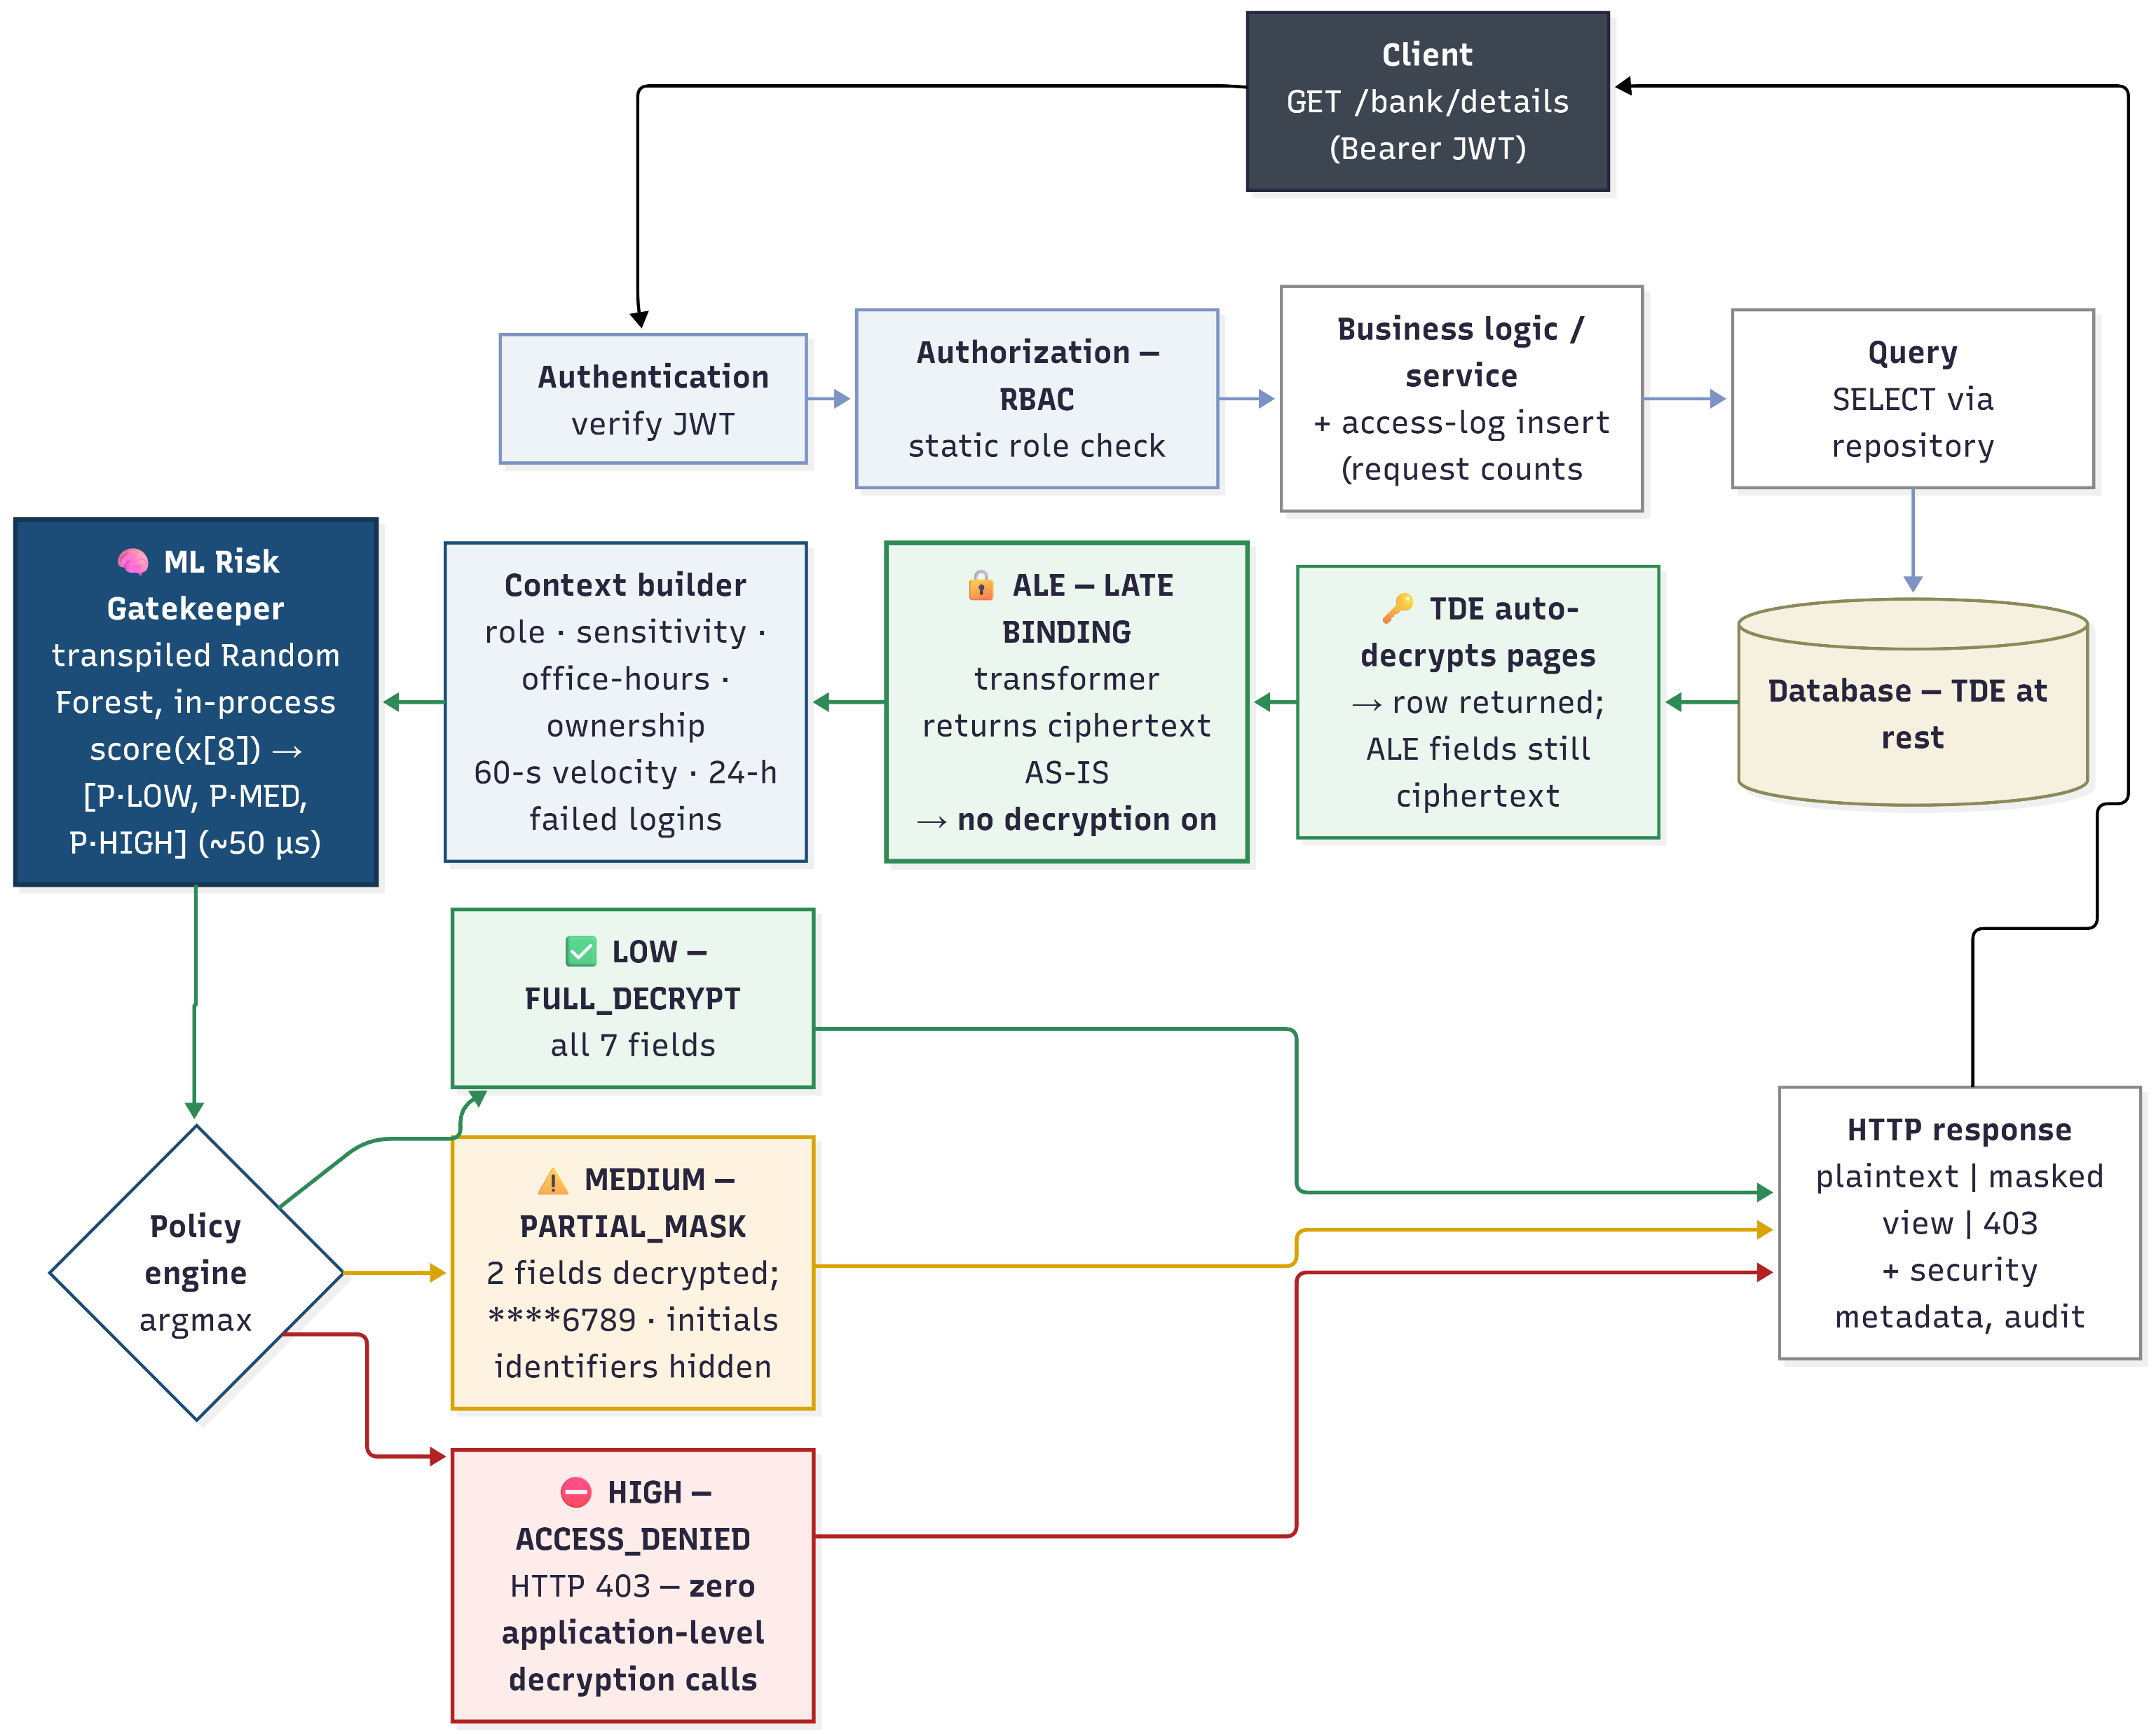 Client
GET /bank/details
(Bearer JWT)
Authentication
verify JWT
Authorization —
RBAC
static role check
Business logic /
service
+ access-log insert
(request counts
Query
SELECT via
repository
🧠 ML Risk
Gatekeeper
transpiled Random
Forest, in-process
score(x[8]) →
[P·LOW, P·MED,
P·HIGH] (~50 µs)
Context builder
role · sensitivity ·
office-hours ·
ownership
60-s velocity · 24-h
failed logins
🔒 ALE — LATE
BINDING
transformer
returns ciphertext
AS-IS
→ no decryption on
🔑 TDE auto-
decrypts pages
→ row returned;
ALE fields still
ciphertext
Database — TDE at
rest
✅ LOW —
FULL_DECRYPT
all 7 fields
Policy
engine
argmax
⚠️ MEDIUM —
PARTIAL_MASK
2 fields decrypted;
****6789 · initials
identifiers hidden
⛔ HIGH —
ACCESS_DENIED
HTTP 403 — zero
application-level
decryption calls
HTTP response
plaintext | masked
view | 403
+ security
metadata, audit